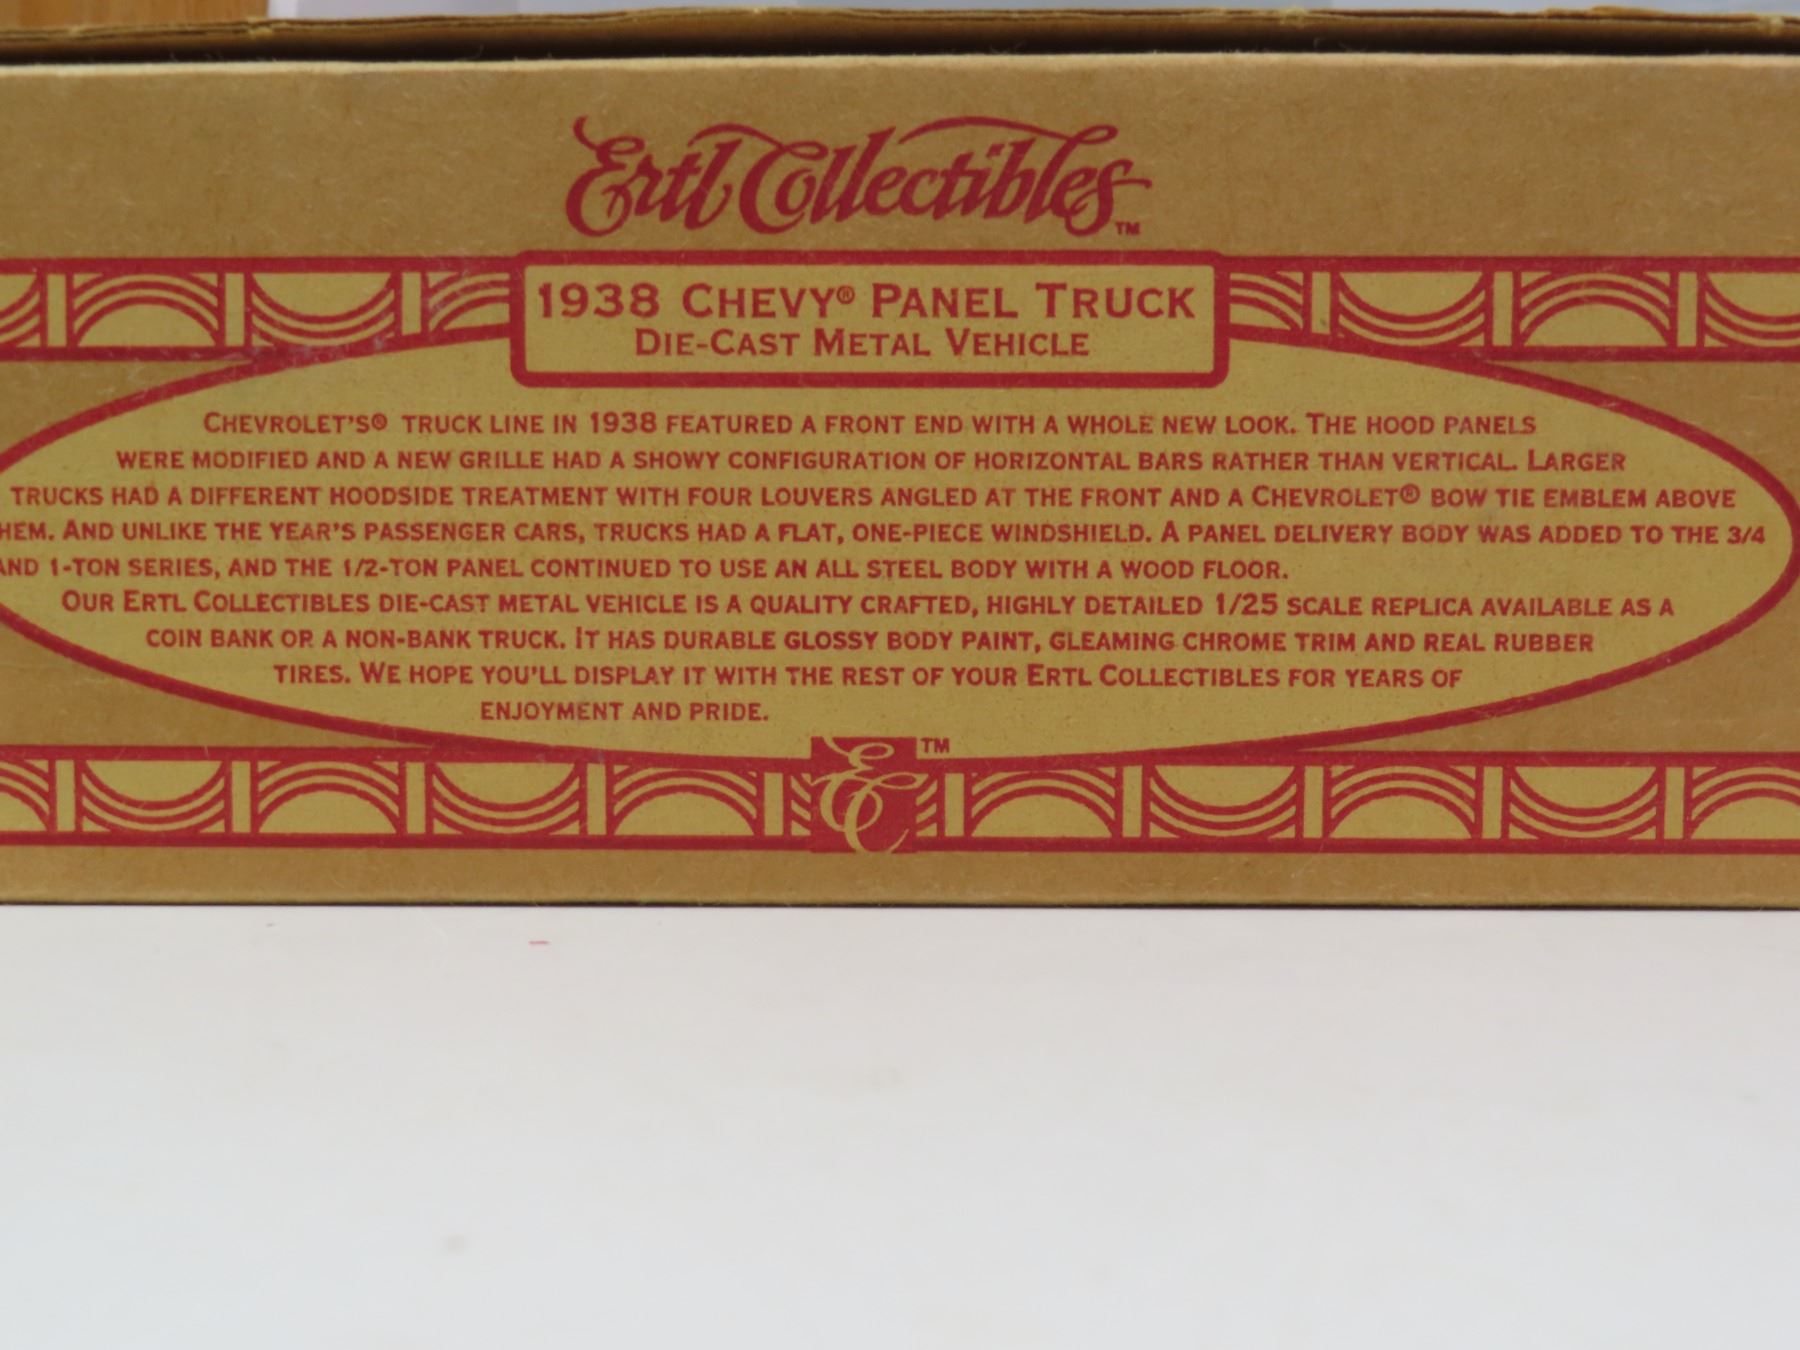 Ertl Collectibles™
1938 CHEVY® PANEL TRUCK
DIE-CAST METAL VEHICLE
CHEVROLET'S® TRUCK LINE IN 1938 FEATURED A FRONT END WITH A WHOLE NEW LOOK. THE HOOD PANELS
WERE MODIFIED AND A NEW GRILLE HAD A SHOWY CONFIGURATION OF HORIZONTAL BARS RATHER THAN VERTICAL. LARGER
TRUCKS HAD A DIFFERENT HOODSIDE TREATMENT WITH FOUR LOUVERS ANGLED AT THE FRONT AND A CHEVROLET® BOW TIE EMBLEM ABOVE
HEM. AND UNLIKE THE YEAR'S PASSENGER CARS, TRUCKS HAD A FLAT, ONE-PIECE WINDSHIELD. A PANEL DELIVERY BODY WAS ADDED TO THE 3/4
AND 1-TON SERIES, AND THE 1/2-TON PANEL CONTINUED TO USE AN ALL STEEL BODY WITH A WOOD FLOOR.
OUR ERTL COLLECTIBLES DIE-CAST METAL VEHICLE IS A QUALITY CRAFTED, HIGHLY DETAILED 1/25 SCALE REPLICA AVAILABLE AS A
COIN BANK OR A NON-BANK TRUCK. IT HAS DURABLE GLOSSY BODY PAINT, GLEAMING CHROME TRIM AND REAL RUBBER
TIRES. WE HOPE YOU'LL DISPLAY IT WITH THE REST OF YOUR ERTL COLLECTIBLES FOR YEARS OF
ENJOYMENT AND PRIDE.
EC™